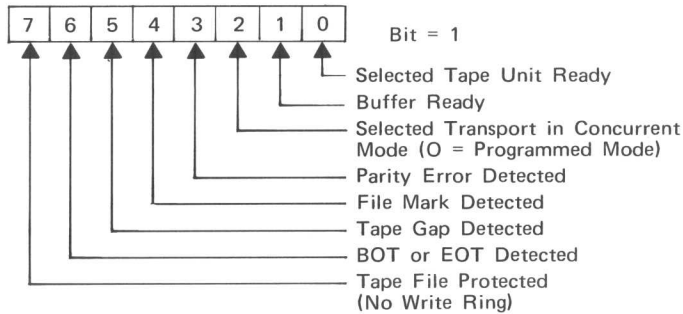 7 6 5 4 3 2 1 0
Bit = 1
Selected Tape Unit Ready
Buffer Ready
Selected Transport in Concurrent
Mode (O = Programmed Mode)
Parity Error Detected
File Mark Detected
Tape Gap Detected
BOT or EOT Detected
Tape File Protected
(No Write Ring)